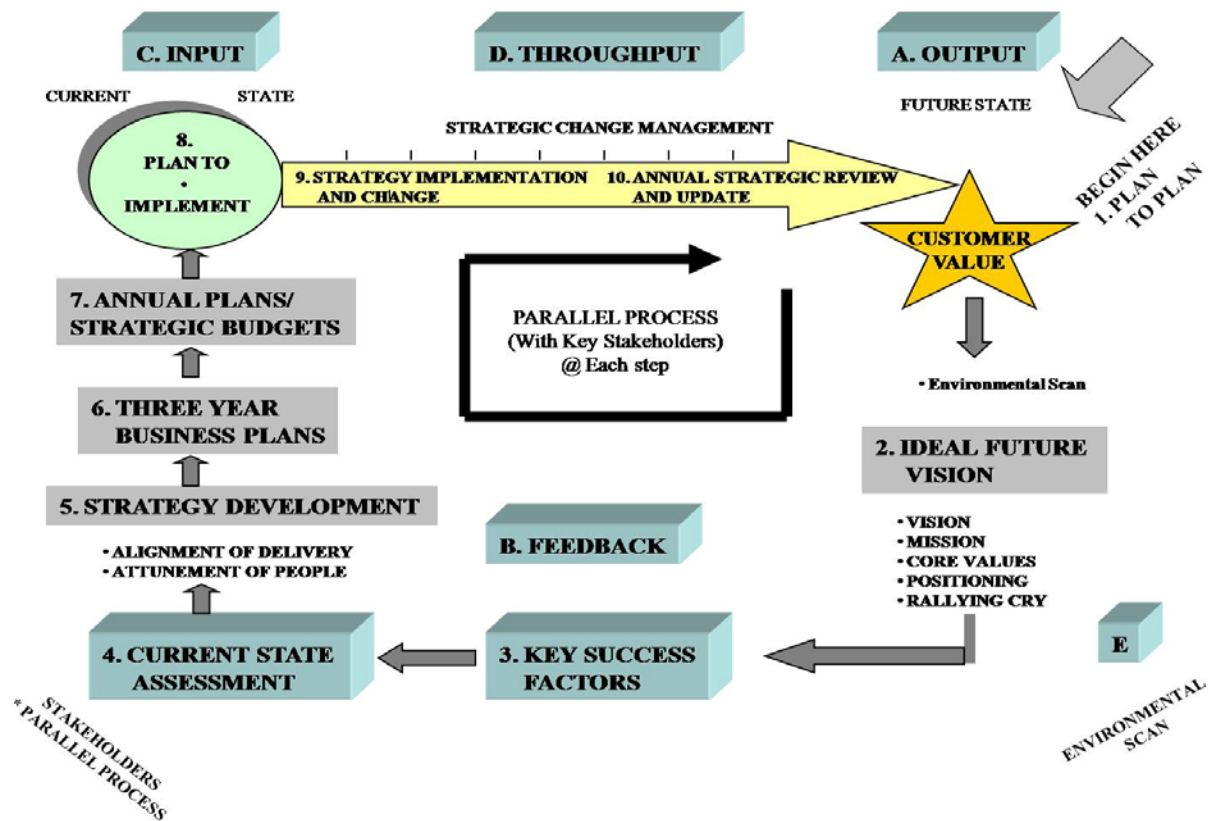 C. INPUT
D. THROUGHPUT
A. OUTPUT
CURRENT
STATE
FUTURE STATE
BEGIN HERE
1. PLAN
TO PLAN
STRATEGIC CHANGE MANAGEMENT
8.
PLAN TO
•
IMPLEMENT
9. STRATEGY IMPLEMENTATION
AND CHANGE
10. ANNUAL STRATEGIC REVIEW
AND UPDATE
CUSTOMER
VALUE
7. ANNUAL PLANS/
STRATEGIC BUDGETS
PARALLEL PROCESS
(With Key Stakeholders)
@ Each step
• Environmental Scan
6. THREE YEAR
BUSINESS PLANS
2. IDEAL FUTURE
VISION
5. STRATEGY DEVELOPMENT
• ALIGNMENT OF DELIVERY
• ATTUNEMENT OF PEOPLE
B. FEEDBACK
• VISION
• MISSION
• CORE VALUES
• POSITIONING
• RALLYING CRY
4. CURRENT STATE
ASSESSMENT
3. KEY SUCCESS
FACTORS
E
ENVIRONMENTAL
SCAN
STAKEHOLDERS
* PARALLEL PROCESS